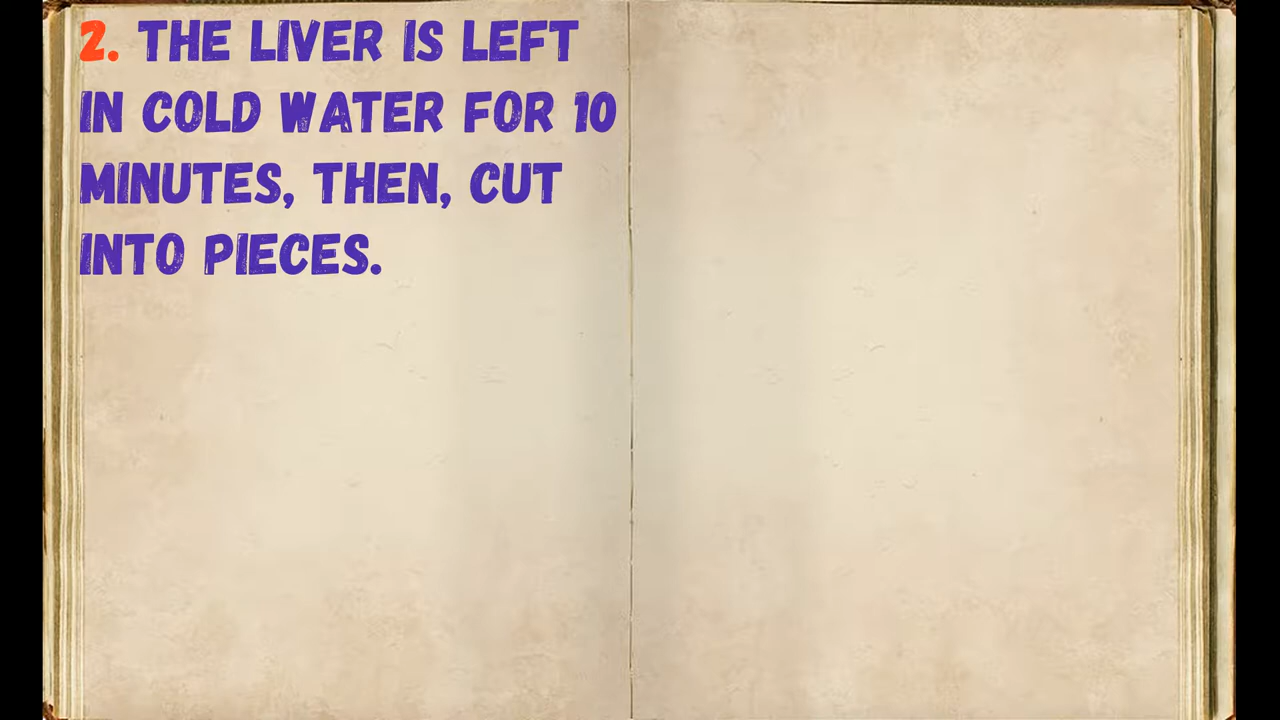 2. THE LIVER IS LEFT
IN COLD WATER FOR 10
MINUTES, THEN, CUT
INTO PIECES.